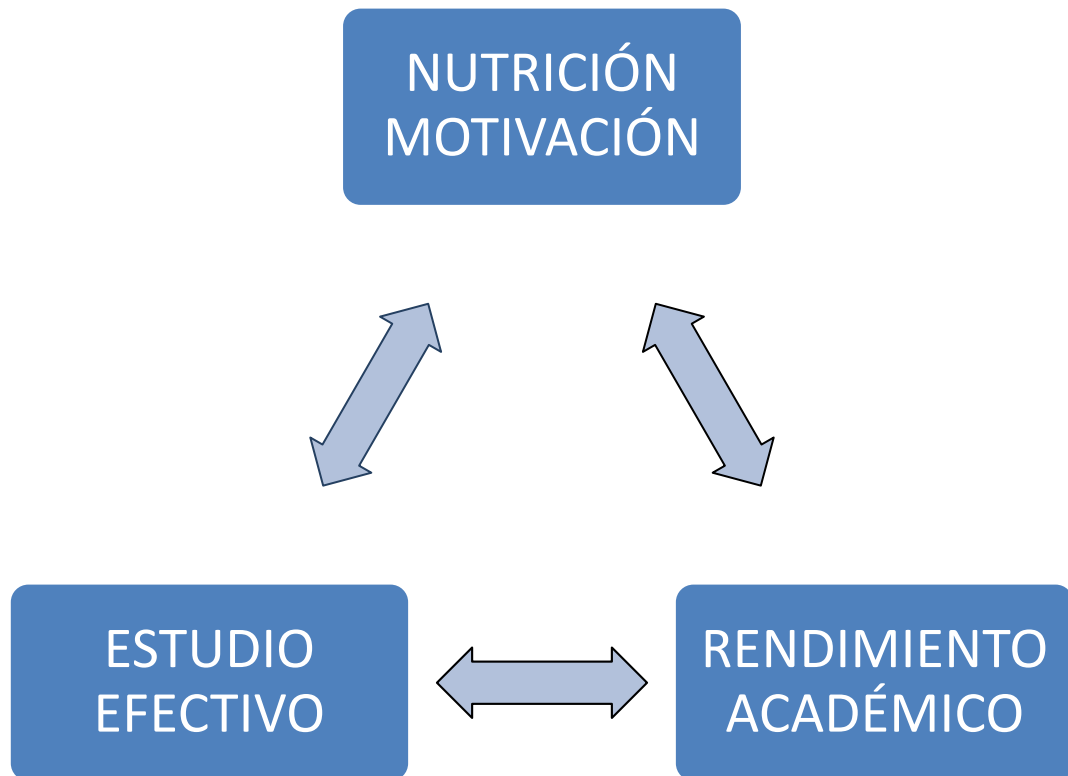 NUTRICIÓN
MOTIVACIÓN
ESTUDIO
EFECTIVO
RENDIMIENTO
ACADÉMICO